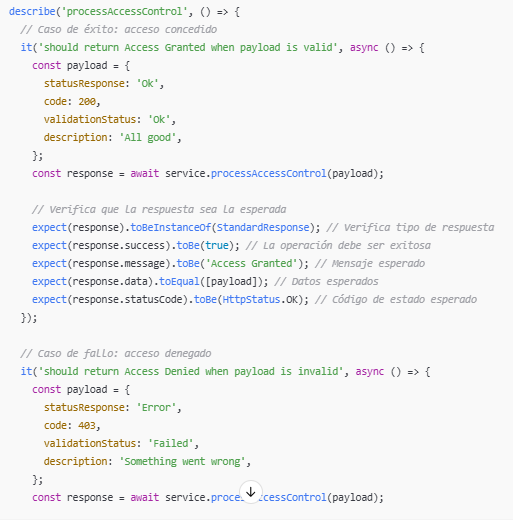 describe('processAccessControl', () => {
// Caso de éxito: acceso concedido
it('should return Access Granted when payload is valid', async () => {
const payload = {
statusResponse: 'Ok',
code: 200,
validationStatus: 'Ok',
description: 'All good',
};
const response = await service.processAccessControl(payload);
// Verifica que la respuesta sea la esperada
expect(response).toBeInstanceOf(StandardResponse); // Verifica tipo de respuesta
expect(response.success).toBe(true); // La operación debe ser exitosa
expect(response.message).toBe('Access Granted'); // Mensaje esperado
expect(response.data).toEqual([payload]); // Datos esperados
expect(response.statusCode).toBe(HttpStatus.OK); // Código de estado esperado
});
// Caso de fallo: acceso denegado
it('should return Access Denied when payload is invalid', async () => {
const payload = {
statusResponse: 'Error',
code: 403,
validationStatus: 'Failed',
description: 'Something went wrong',
};
const response = await service.processAccessControl(payload);